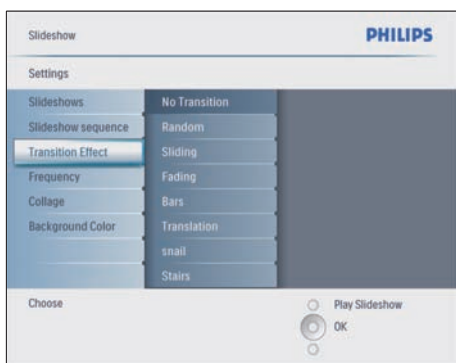 Slideshow
PHILIPS
Settings
Slideshows
Slideshow sequence
Transition Effect
Frequency
Collage
Background Color
No Transition
Random
Sliding
Fading
Bars
Translation
snail
Stairs
Choose
Play Slideshow
OK